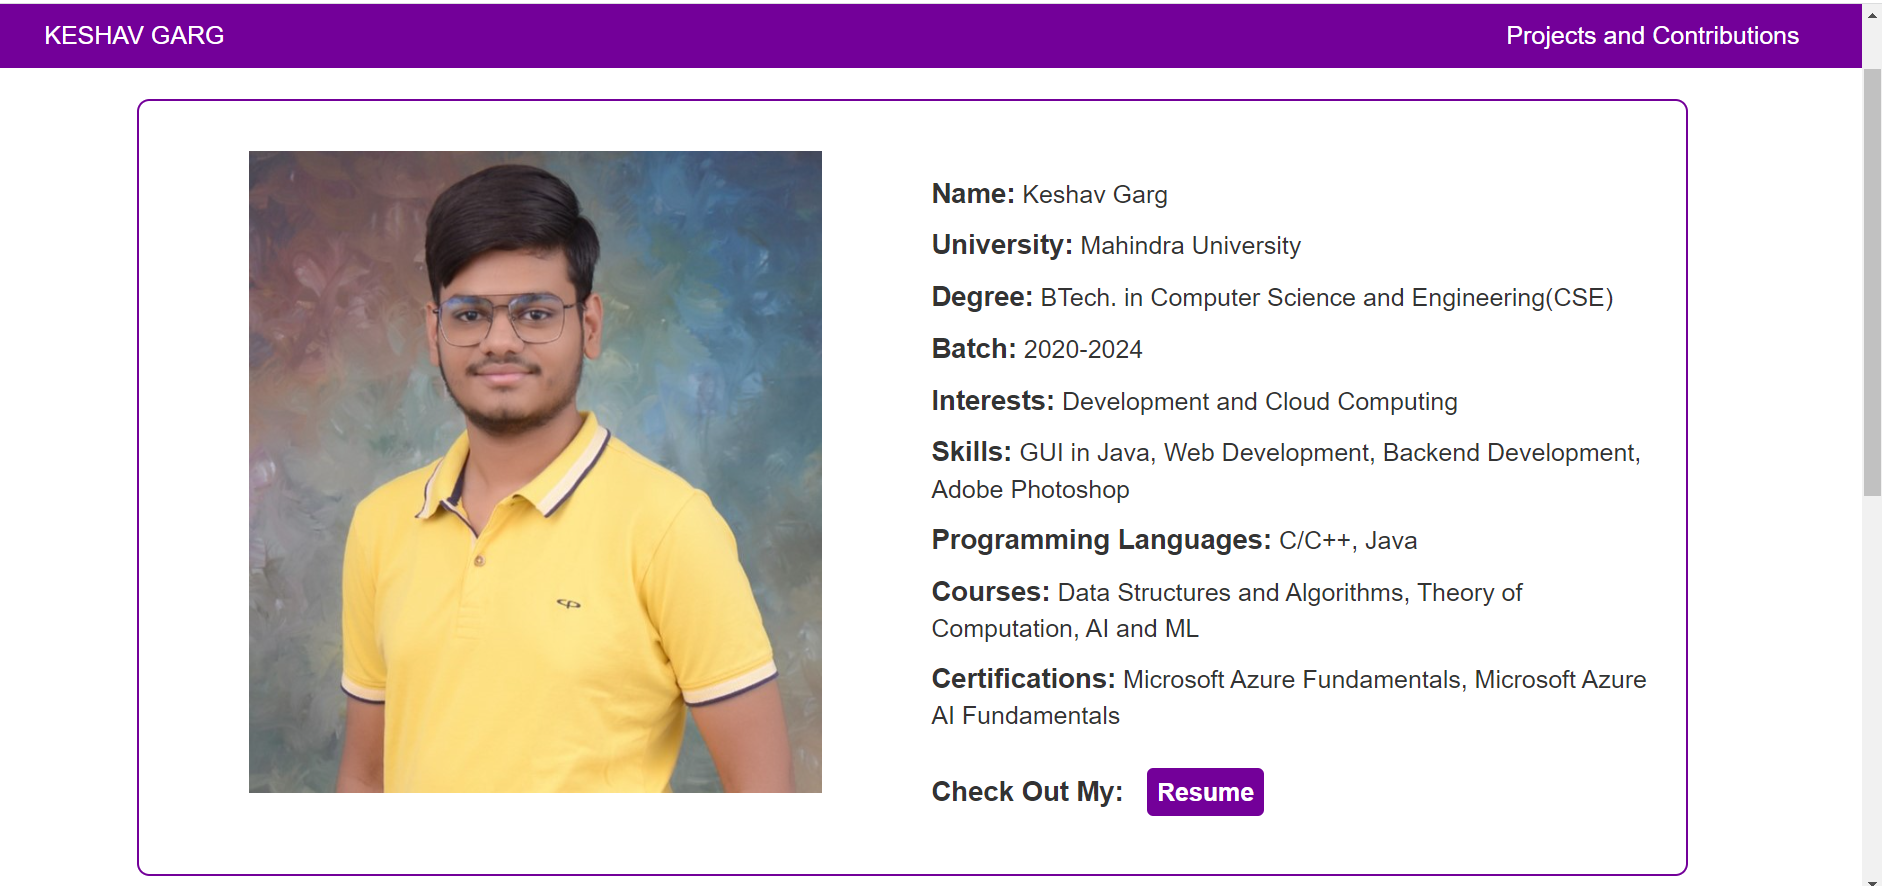 KESHAV GARG
Projects and Contributions
Name: Keshav Garg
University: Mahindra University
Degree: BTech. in Computer Science and Engineering(CSE)
Batch: 2020-2024
Interests: Development and Cloud Computing
Skills: GUI in Java, Web Development, Backend Development,
Adobe Photoshop
Programming Languages: C/C++, Java
Courses: Data Structures and Algorithms, Theory of
Computation, AI and ML
Certifications: Microsoft Azure Fundamentals, Microsoft Azure
AI Fundamentals
Check Out My: Resume